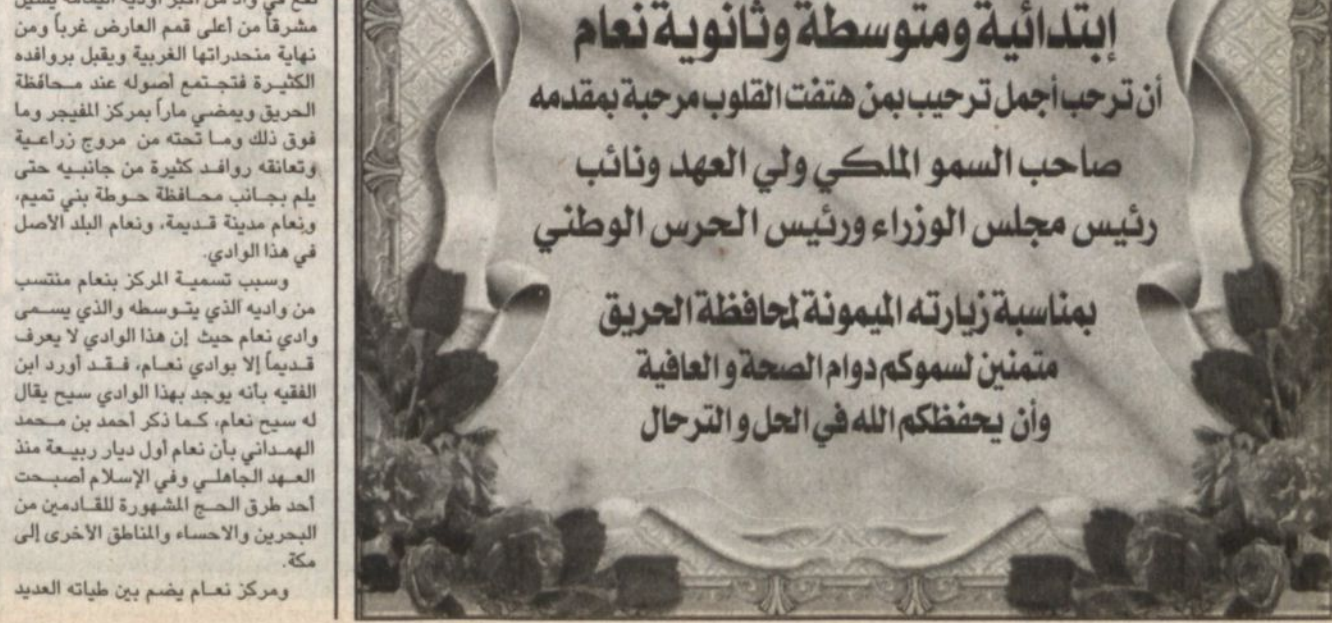 إبتدائية ومتوسطة وثانوية نعام
أن ترحب أجمل ترحيب بمن هتفت القلوب مرحبة بمقدمه
صاحب السمو الملكي ولي العهد ونائب
رئيس مجلس الوزراء ورئيس الحرس الوطني
بمناسبة زيارته الميمونة لمحافظة الحريق
متمنين لسموكم دوام الصحة و العافية
وأن يحفظكم الله في الحل و الترحال
مشرقاً من أعلى قمم العارض غرباً ومن
نهاية منحدراتها الغربية ويقبل بروافده
الكثيرة فتجتمع أصوله عند محافظة
الحريق ويمضي ماراً بمركز المفيجر وما
فوق ذلك وما تحته من مروج زراعية
وتعانقه روافد كثيرة من جانبيه حتى
يلم بجانب محافظة حوطة بني تميم،
ونعام مدينة قديمة، ونعام البلد الأصل
في هذا الوادي.
وسبب تسمية المركز بنعام منتسب
من واديه الذي يتوسطه والذي يسمى
وادي نعام حيث إن هذا الوادي لا يعرف
قديماً إلا بوادي نعام، فقد أورد ابن
الفقيه بأنه يوجد بهذا الوادي سيح يقال
له سيح نعام، كما ذكر أحمد بن محمد
الهمداني بأن نعام أول ديار ربيعة منذ
العهد الجاهلي وفي الإسلام أصبحت
أحد طرق الحج المشهورة للقادمين من
البحرين والاحساء والمناطق الأخرى إلى
مكة.
ومركز نعام يضم بين طياته العديد